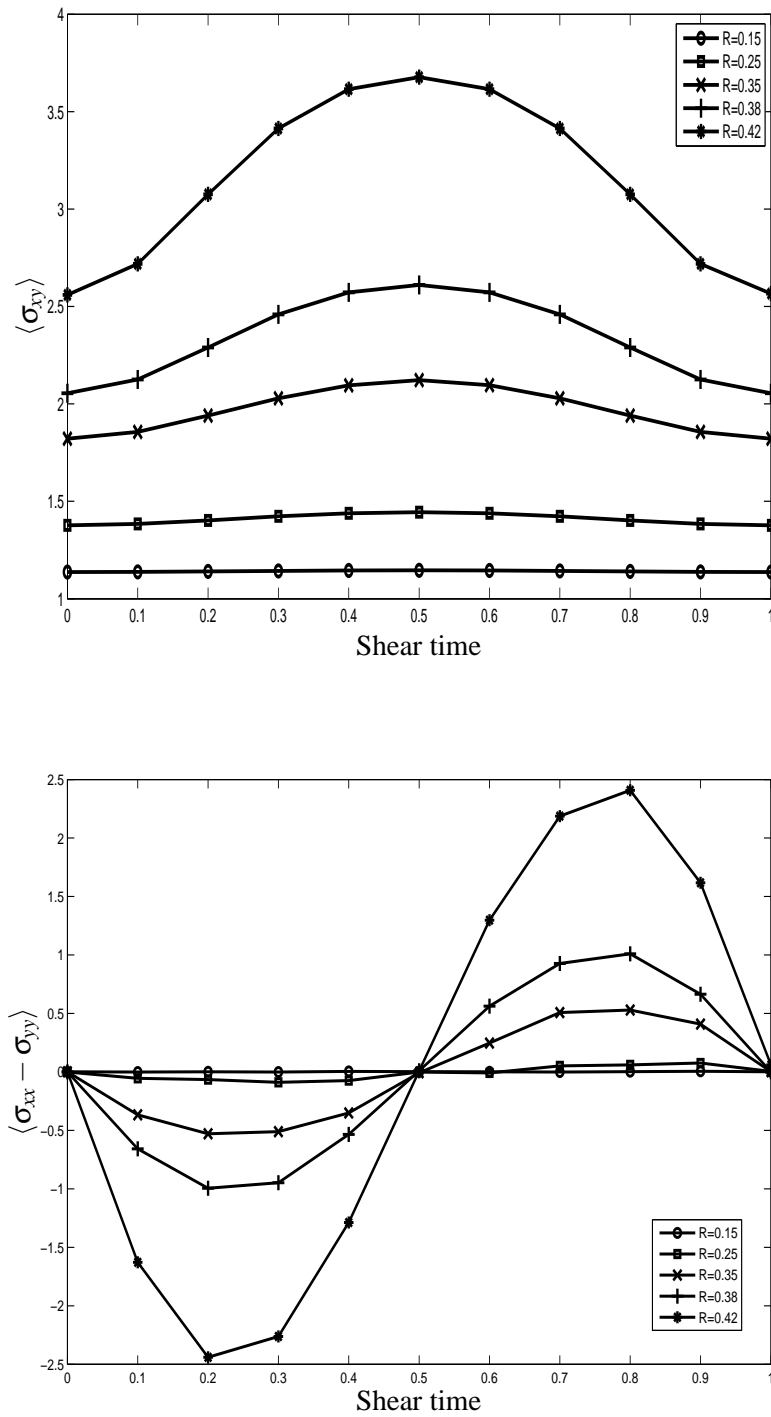 R=0.15
R=0.25
R=0.35
R=0.38
R=0.42
4
3.5
3
2.5
2
1.5
1
⟨σxy⟩
0 0.1 0.2 0.3 0.4 0.5 0.6 0.7 0.8 0.9 1
Shear time
2.5
2
1.5
1
0.5
0
−0.5
−1
−1.5
−2
−2.5
⟨σxx − σyy⟩
R=0.15
R=0.25
R=0.35
R=0.38
R=0.42
0 0.1 0.2 0.3 0.4 0.5 0.6 0.7 0.8 0.9 1
Shear time